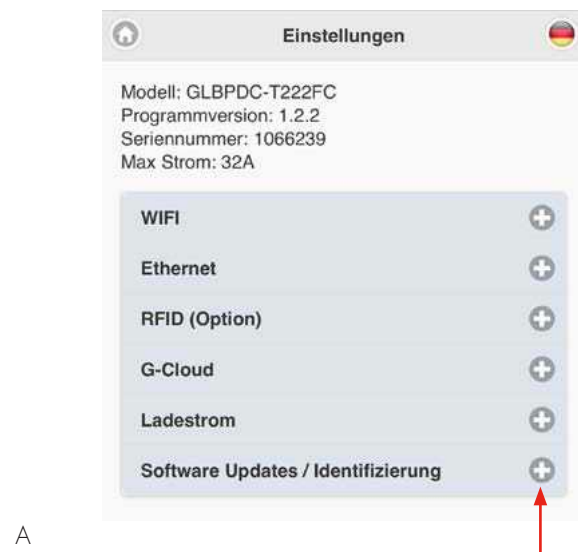 Einstellungen
Modell: GLBPDC-T222FC
Programmversion: 1.2.2
Seriennummer: 1066239
Max Strom: 32A
WIFI
Ethernet
RFID (Option)
G-Cloud
Ladestrom
Software Updates / Identifizierung
A